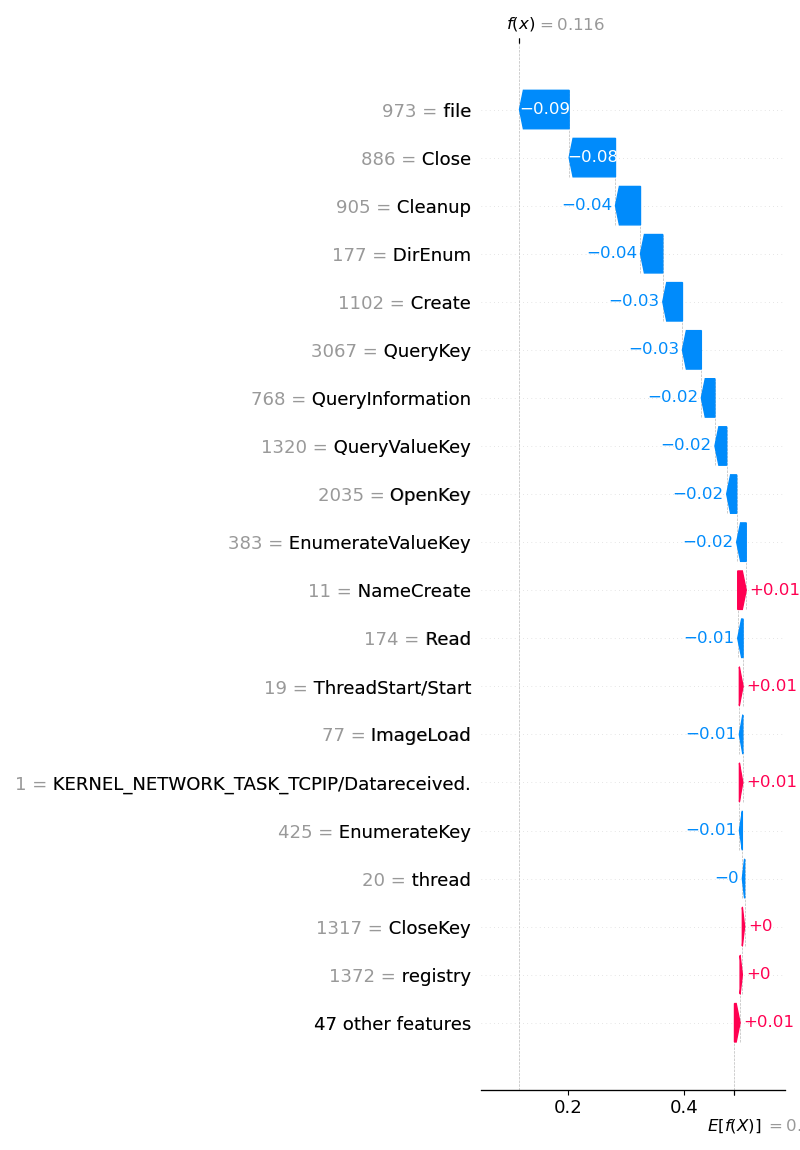 f(x) = 0.116
973 = file −0.09
886 = Close −0.08
905 = Cleanup −0.04
177 = DirEnum −0.04
1102 = Create −0.03
3067 = QueryKey −0.03
768 = QueryInformation −0.02
1320 = QueryValueKey −0.02
2035 = OpenKey −0.02
383 = EnumerateValueKey −0.02
11 = NameCreate +0.01
174 = Read −0.01
19 = ThreadStart/Start +0.01
77 = ImageLoad −0.01
1 = KERNEL_NETWORK_TASK_TCPIP/Datareceived. +0.01
425 = EnumerateKey −0.01
20 = thread −0
1317 = CloseKey +0
1372 = registry +0
47 other features +0.01
0.2 0.4
E[f(X)] = 0.